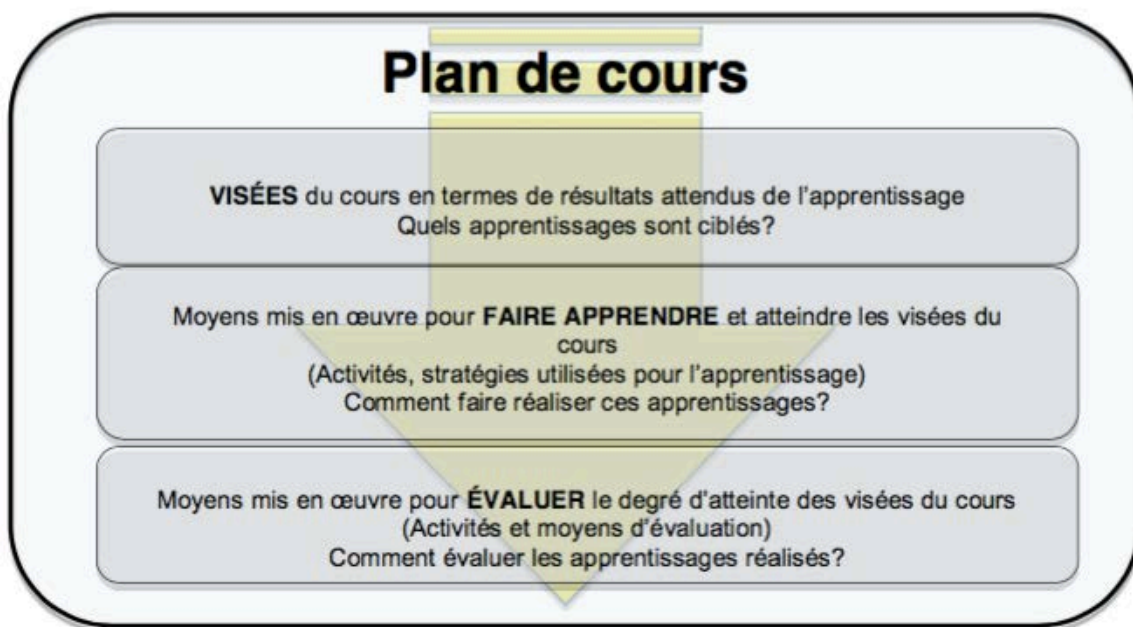 Plan de cours
VISÉES du cours en termes de résultats attendus de l'apprentissage
Quels apprentissages sont ciblés?
Moyens mis en œuvre pour FAIRE APPRENDRE et atteindre les visées du
cours
(Activités, stratégies utilisées pour l'apprentissage)
Comment faire réaliser ces apprentissages?
Moyens mis en œuvre pour ÉVALUER le degré d'atteinte des visées du cours
(Activités et moyens d'évaluation)
Comment évaluer les apprentissages réalisés?